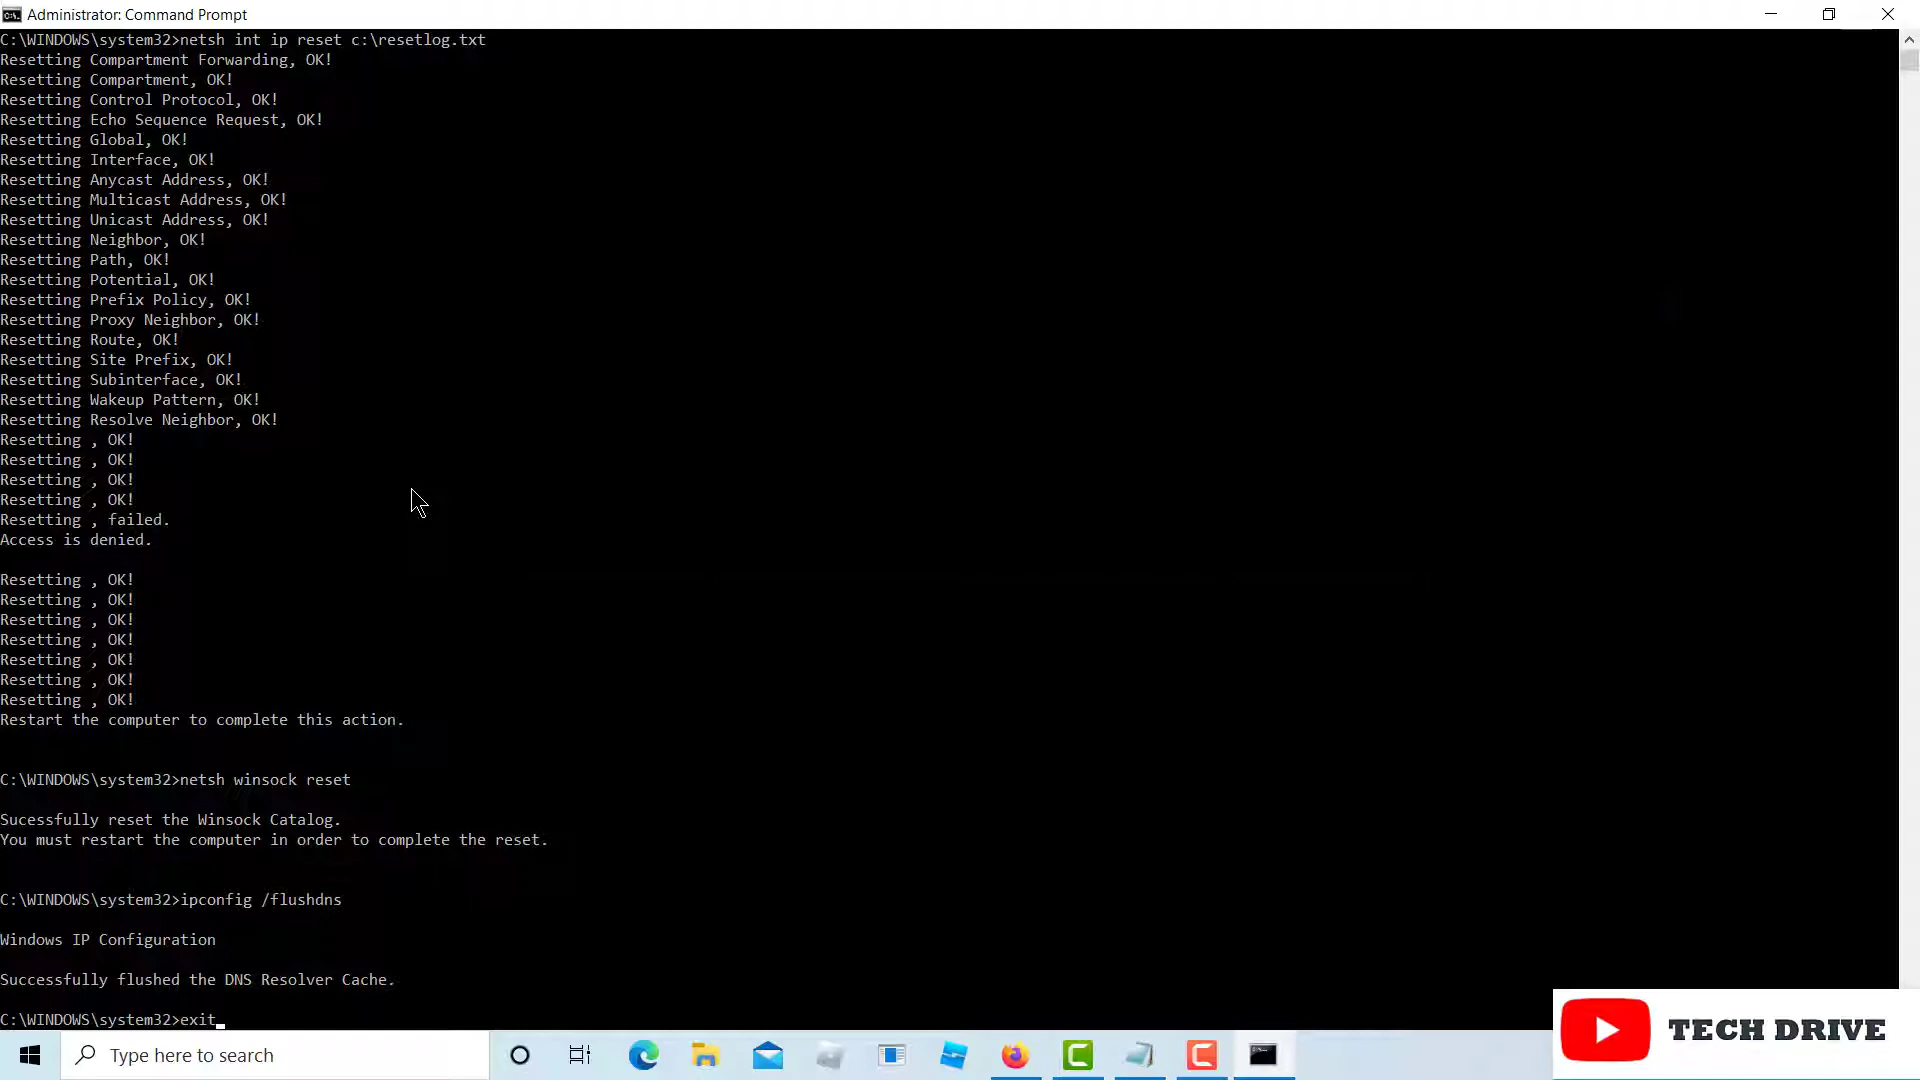 Administrator: Command Prompt
C:\WINDOWS\system32>netsh int ip reset c:\resetlog.txt
Resetting Compartment Forwarding, OK!
Resetting Compartment, OK!
Resetting Control Protocol, OK!
Resetting Echo Sequence Request, OK!
Resetting Global, OK!
Resetting Interface, OK!
Resetting Anycast Address, OK!
Resetting Multicast Address, OK!
Resetting Unicast Address, OK!
Resetting Neighbor, OK!
Resetting Path, OK!
Resetting Potential, OK!
Resetting Prefix Policy, OK!
Resetting Proxy Neighbor, OK!
Resetting Route, OK!
Resetting Site Prefix, OK!
Resetting Subinterface, OK!
Resetting Wakeup Pattern, OK!
Resetting Resolve Neighbor, OK!
Resetting , OK!
Resetting , OK!
Resetting , OK!
Resetting , OK!
Resetting , failed.
Access is denied.
Resetting , OK!
Resetting , OK!
Resetting , OK!
Resetting , OK!
Resetting , OK!
Resetting , OK!
Resetting , OK!
Restart the computer to complete this action.
C:\WINDOWS\system32>netsh winsock reset
Sucessfully reset the Winsock Catalog.
You must restart the computer in order to complete the reset.
C:\WINDOWS\system32>ipconfig /flushdns
Windows IP Configuration
Successfully flushed the DNS Resolver Cache.
C:\WINDOWS\system32>exit
Type here to search
TECH DRIVE